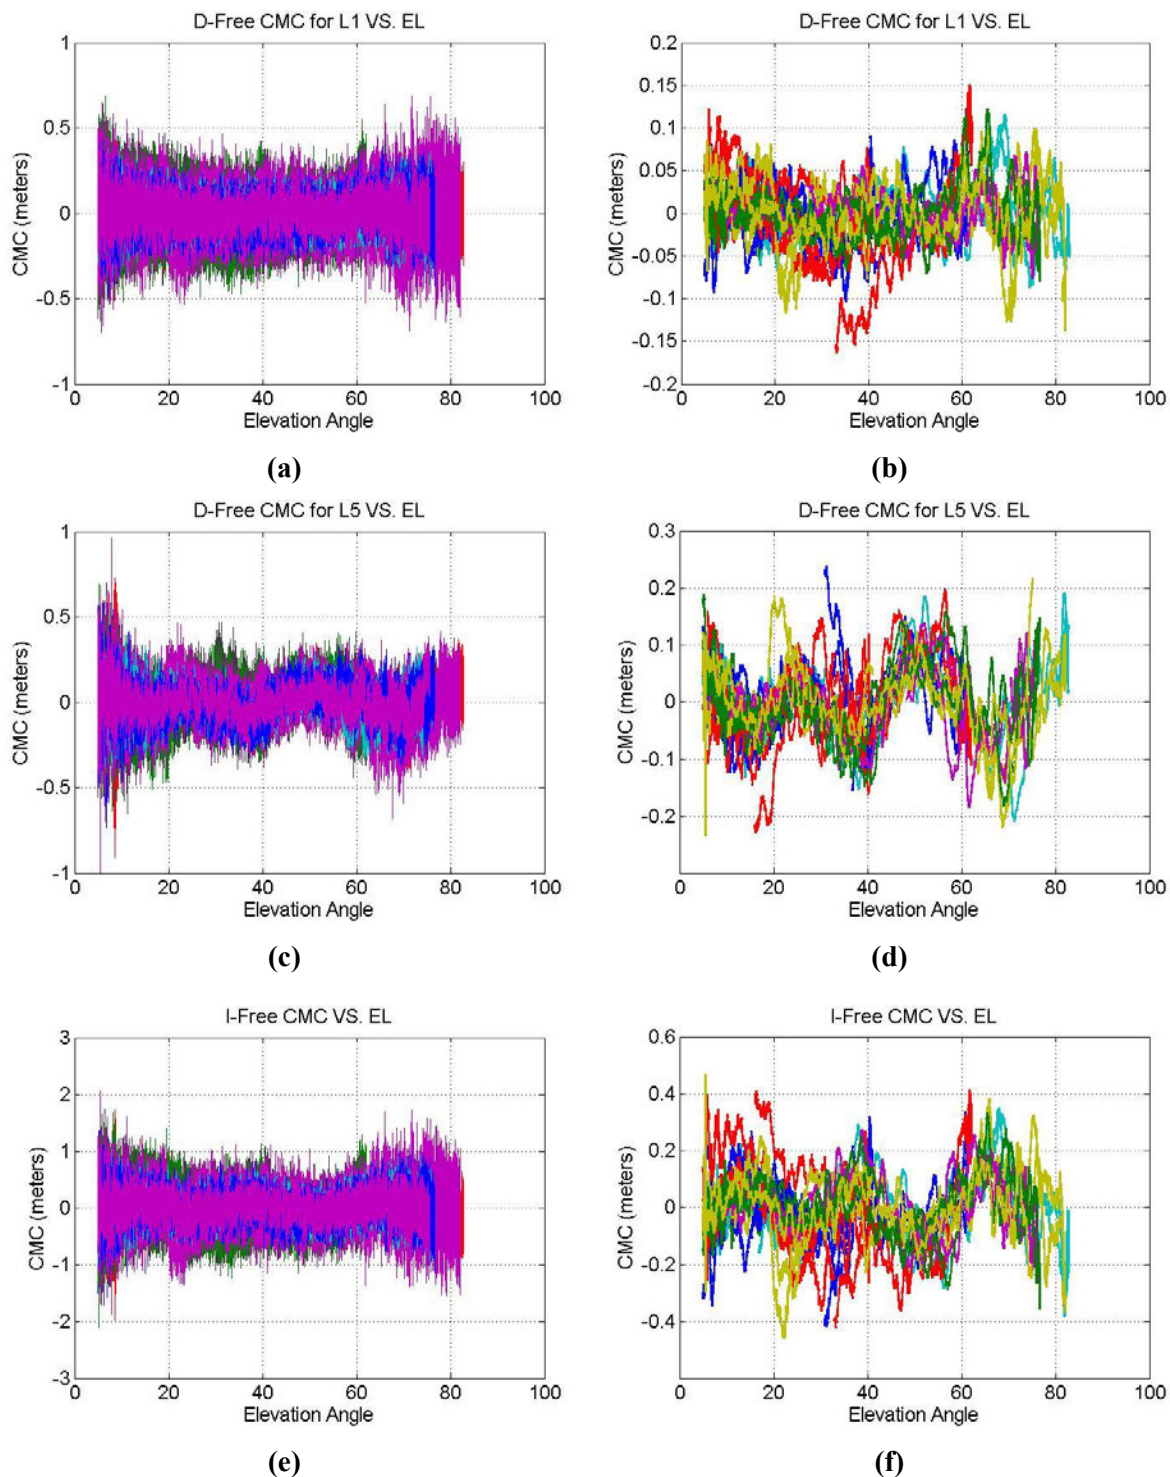 D-Free CMC for L1 VS. EL
1
0.5
0
-0.5
-1
CMC (meters)
0 20 40 60 80 100
Elevation Angle
(a)
D-Free CMC for L1 VS. EL
0.2
0.15
0.1
0.05
0
-0.05
-0.1
-0.15
-0.2
CMC (meters)
0 20 40 60 80 100
Elevation Angle
(b)
D-Free CMC for L5 VS. EL
1
0.5
0
-0.5
-1
CMC (meters)
0 20 40 60 80 100
Elevation Angle
(c)
D-Free CMC for L5 VS. EL
0.3
0.2
0.1
0
-0.1
-0.2
CMC (meters)
0 20 40 60 80 100
Elevation Angle
(d)
I-Free CMC VS. EL
3
2
1
0
-1
-2
-3
CMC (meters)
0 20 40 60 80 100
Elevation Angle
(e)
I-Free CMC VS. EL
0.6
0.4
0.2
0
-0.2
-0.4
CMC (meters)
0 20 40 60 80 100
Elevation Angle
(f)